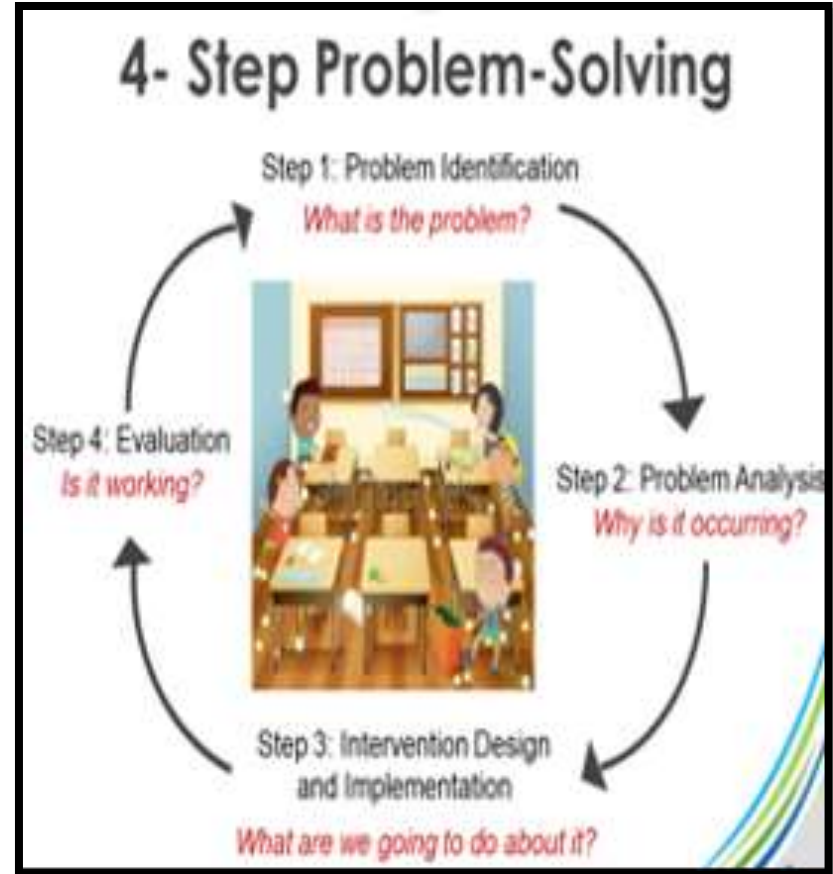 4- Step Problem-Solving
Step 1: Problem Identification
What is the problem?
Step 2: Problem Analysis
Why is it occurring?
Step 3: Intervention Design
and Implementation
What are we going to do about it?
Step 4: Evaluation
Is it working?